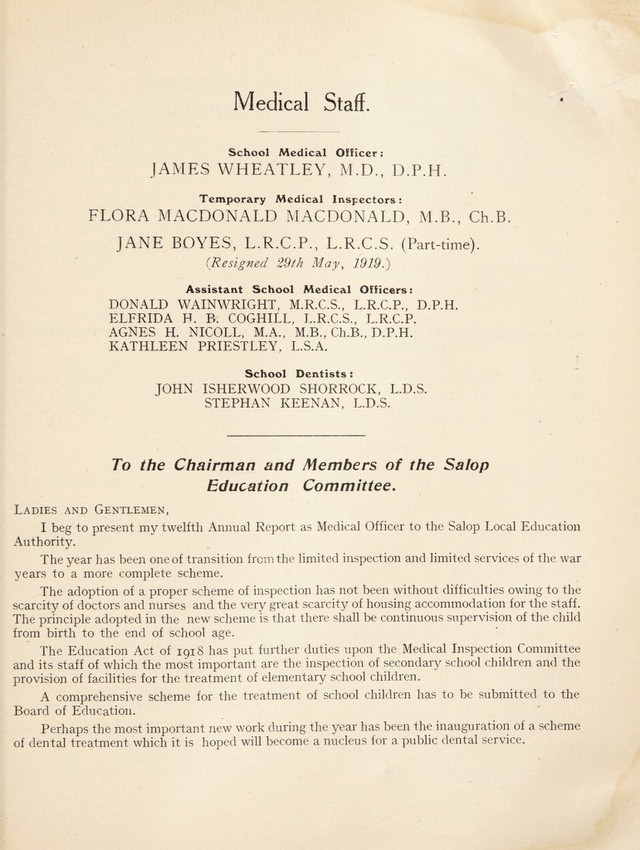 Medical Staff.
School Medical Officer:
JAMES WHEATLEY, M.D., D.P.H.
Temporary Medical Inspectors:
FLORA MACDONALD MACDONALD, M.B., Ch.B.
JANE BOYES, L.R.C.P., L.R.C.S. (Part-time).
(Resigned 29th May, 1919.)
Assistant School Medical Officers:
DONALD WAINWRIGHT, M.R.C.S., L.R.C.P., D.P.H.
ELFRIDA H. B. COGHILL, L.R.C.S., L.R.C.P.
AGNES H. NICOLL, M.A., M.B., Ch.B., D.P.H.
KATHLEEN PRIESTLEY, L.S.A.
School Dentists:
JOHN ISHERWOOD SHORROCK, L.D.S.
STEPHAN KEENAN, L.D.S.
To the Chairman and Members of the Salop
Education Committee.
LADIES AND GENTLEMEN,
I beg to present my twelfth Annual Report as Medical Officer to the Salop Local Education
Authority.
The year has been one of transition from the limited inspection and limited services of the war
years to a more complete scheme.
The adoption of a proper scheme of inspection has not been without difficulties owing to the
scarcity of doctors and nurses and the very great scarcity of housing accommodation for the staff.
The principle adopted in the new scheme is that there shall be continuous supervision of the child
from birth to the end of school age.
The Education Act of 1918 has put further duties upon the Medical Inspection Committee
and its staff of which the most important are the inspection of secondary school children and the
provision of facilities for the treatment of elementary school children.
A comprehensive scheme for the treatment of school children has to be submitted to the
Board of Education.
Perhaps the most important new work during the year has been the inauguration of a scheme
of dental treatment which it is hoped will become a nucleus for a public dental service.